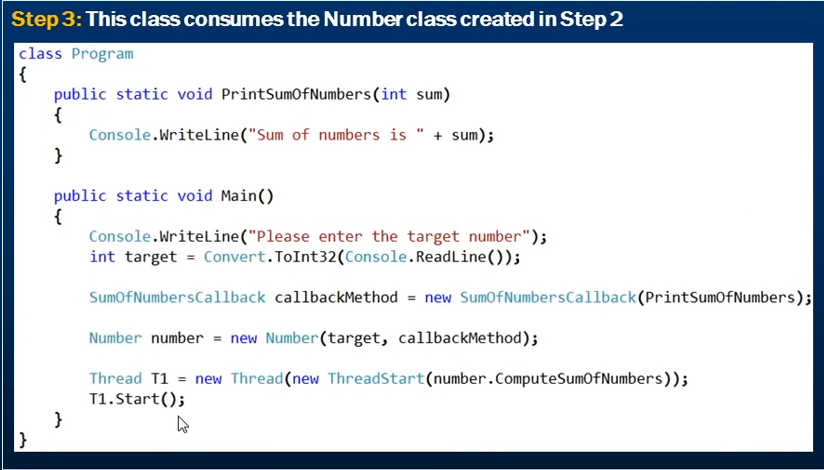 Step 3: This class consumes the Number class created in Step 2
class Program
{
    public static void PrintSumOfNumbers(int sum)
    {
        Console.WriteLine("Sum of numbers is " + sum);
    }
    public static void Main()
    {
        Console.WriteLine("Please enter the target number");
        int target = Convert.ToInt32(Console.ReadLine());
        SumOfNumbersCallback callbackMethod = new SumOfNumbersCallback(PrintSumOfNumbers);
        Number number = new Number(target, callbackMethod);
        Thread T1 = new Thread(new ThreadStart(number.ComputeSumOfNumbers));
        T1.Start();
    }
}